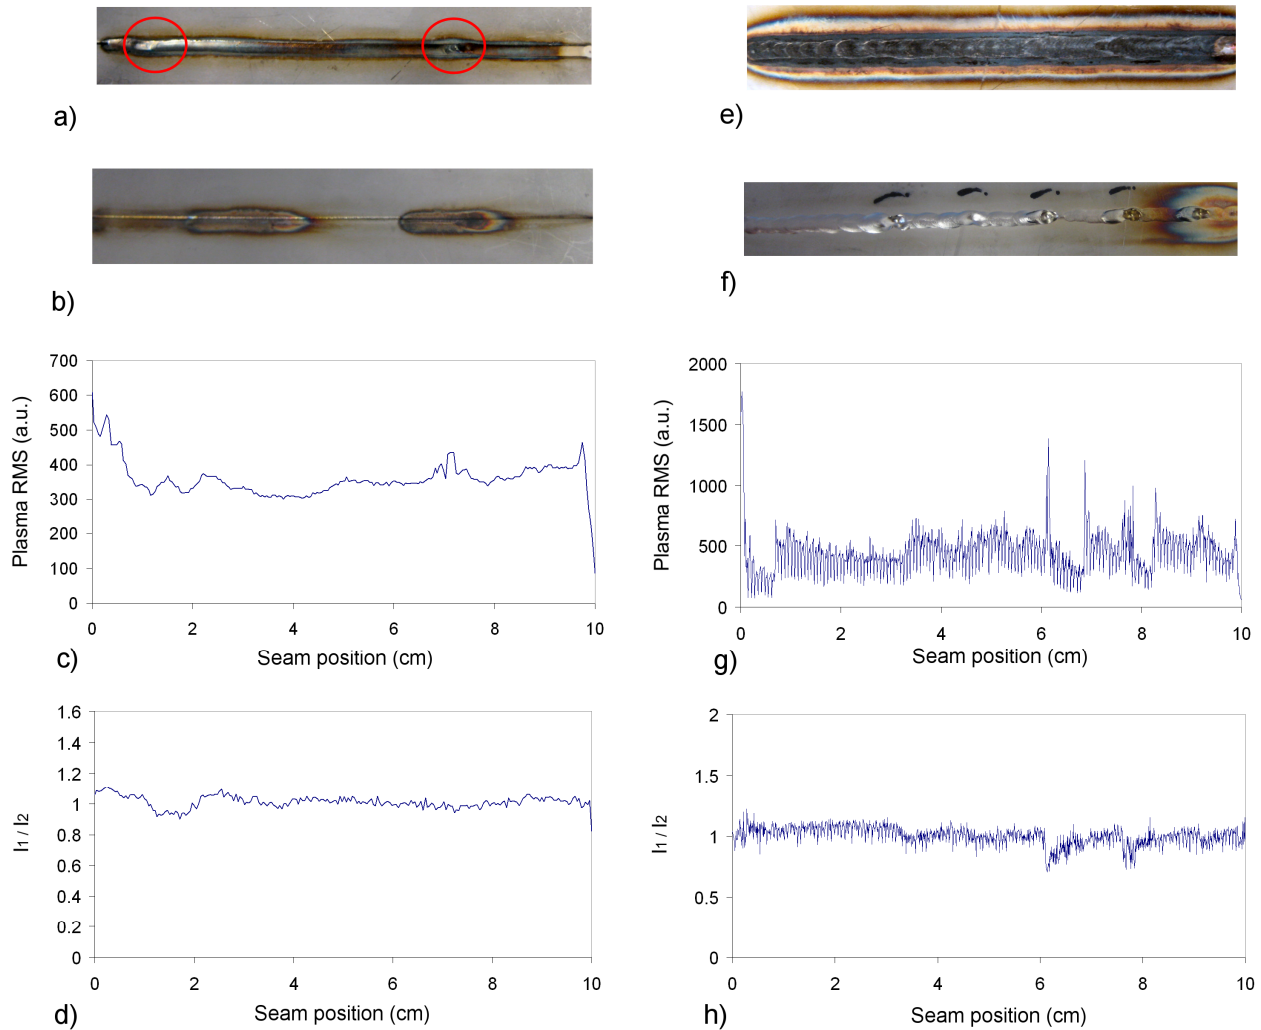 a)
e)
b)
f)
700
600
500
400
300
200
100
0
Plasma RMS (a.u.)
0 2 4 6 8 10
Seam position (cm)
c)
2000
1500
1000
500
0
Plasma RMS (a.u.)
0 2 4 6 8 10
Seam position (cm)
g)
1.6
1.4
1.2
1
0.8
0.6
0.4
0.2
0
I1 / I2
0 2 4 6 8 10
Seam position (cm)
d)
2
1.5
1
0.5
0
I1 / I2
0 2 4 6 8 10
Seam position (cm)
h)